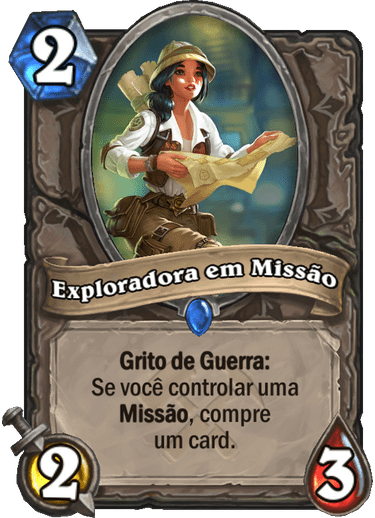 2
Exploradora em Missão
Grito de Guerra:
Se você controlar uma
Missão, compre
um card.
2
3